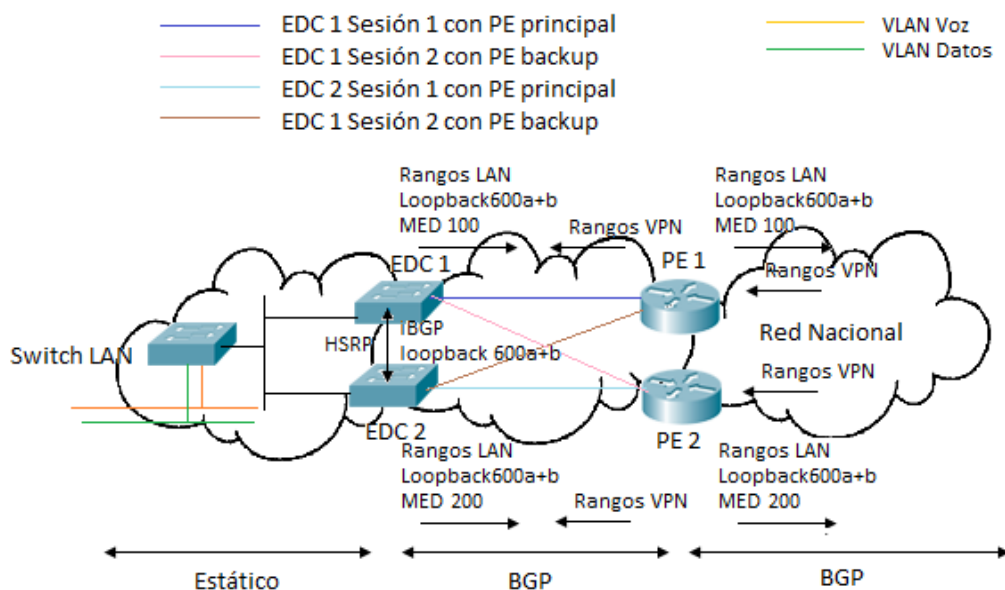 EDC 1 Sesión 1 con PE principal
EDC 1 Sesión 2 con PE backup
EDC 2 Sesión 1 con PE principal
EDC 1 Sesión 2 con PE backup
VLAN Voz
VLAN Datos
Rangos LAN
Loopback600a+b
MED 100
Rangos VPN
Rangos LAN
Loopback600a+b
MED 100
Rangos VPN
EDC 1
PE 1
Switch LAN
HSRP
IBGP
loopback 600a+b
Red Nacional
Rangos VPN
EDC 2
PE 2
Rangos LAN
Loopback600a+b
MED 200
Rangos VPN
Rangos LAN
Loopback600a+b
MED 200
Estático
BGP
BGP